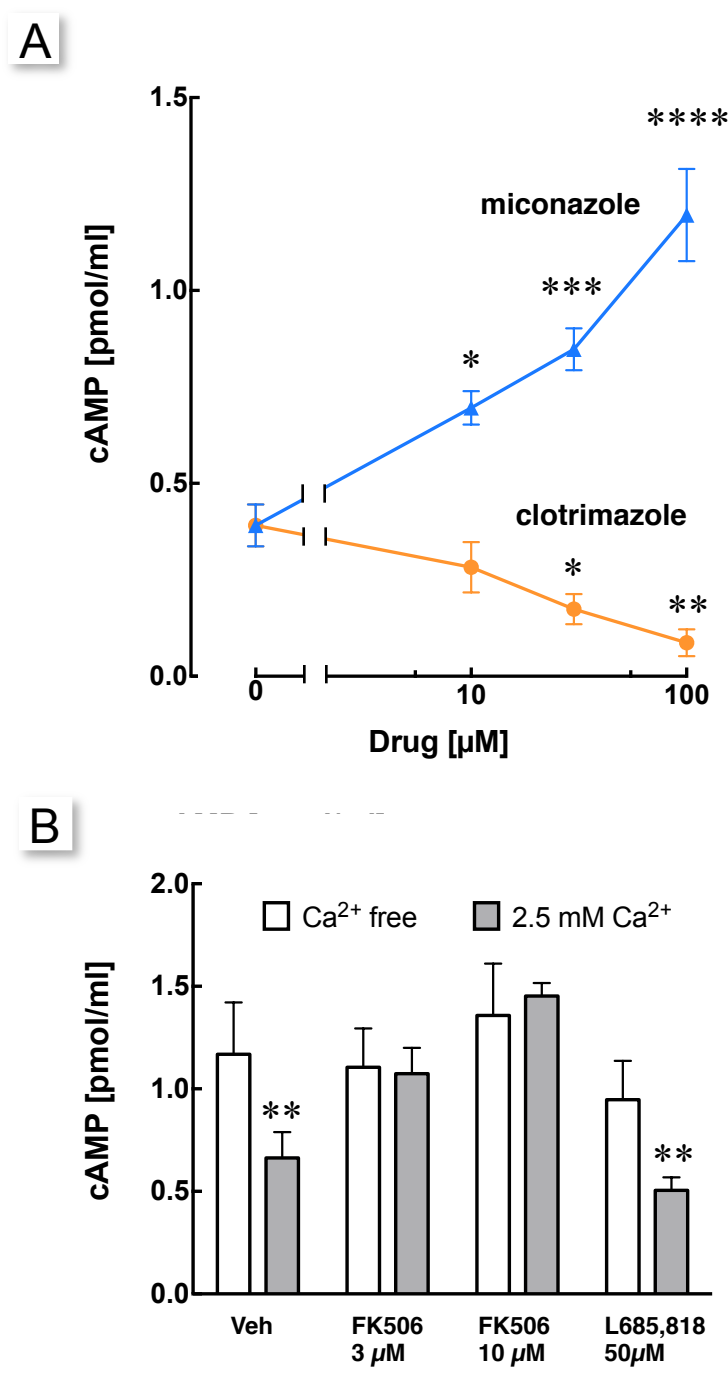 A
1.5
****
miconazole
***
1.0
*
cAMP [pmol/ml]
0.5
clotrimazole
*
**
0.0
0 10 100
Drug [µM]
B
2.0
Ca²⁺ free 2.5 mM Ca²⁺
1.5
cAMP [pmol/ml]
1.0
**
**
0.5
0.0
Veh FK506 FK506 L685,818
3 µM 10 µM 50µM